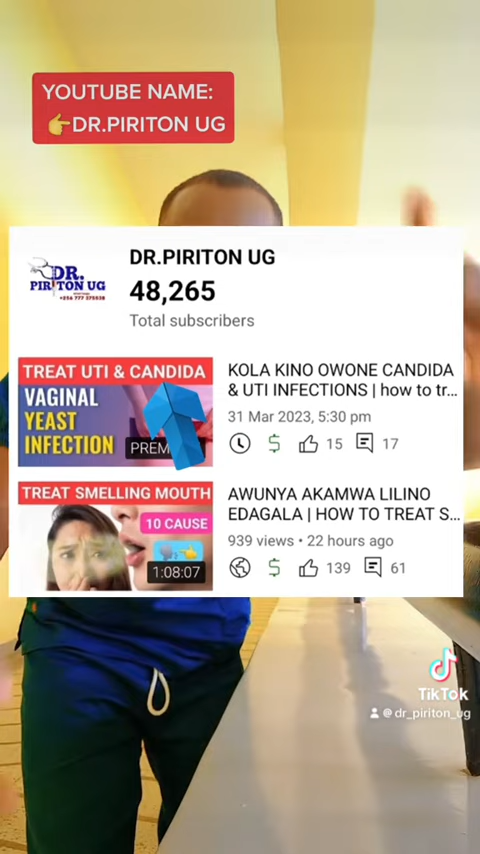 YOUTUBE NAME:
👉DR.PIRITON UG
DR.PIRITON UG
48,265
Total subscribers
DR.
PIRITON UG
TREAT UTI & CANDIDA
VAGINAL
YEAST
INFECTION
PREM
KOLA KINO OWONE CANDIDA
& UTI INFECTIONS | how to tr...
31 Mar 2023, 5:30 pm
15
17
TREAT SMELLING MOUTH
10 CAUSE
1:08:07
AWUNYA AKAMWA LILINO
EDAGALA | HOW TO TREAT S...
939 views • 22 hours ago
139
61
TikTok
@dr_piriton_ug